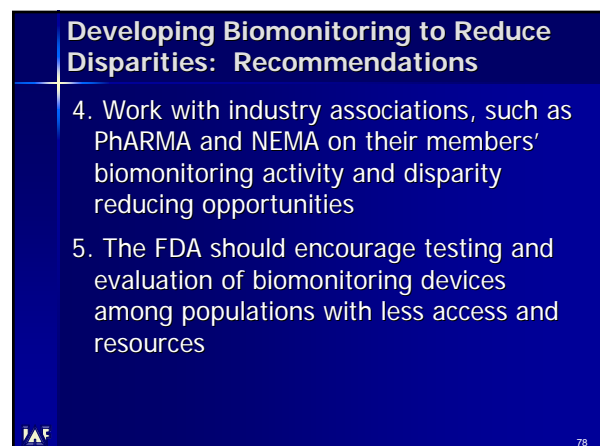 Developing Biomonitoring to Reduce
Disparities: Recommendations
4. Work with industry associations, such as
PhARMA and NEMA on their members'
biomonitoring activity and disparity
reducing opportunities
5. The FDA should encourage testing and
evaluation of biomonitoring devices
among populations with less access and
resources
IAF
78